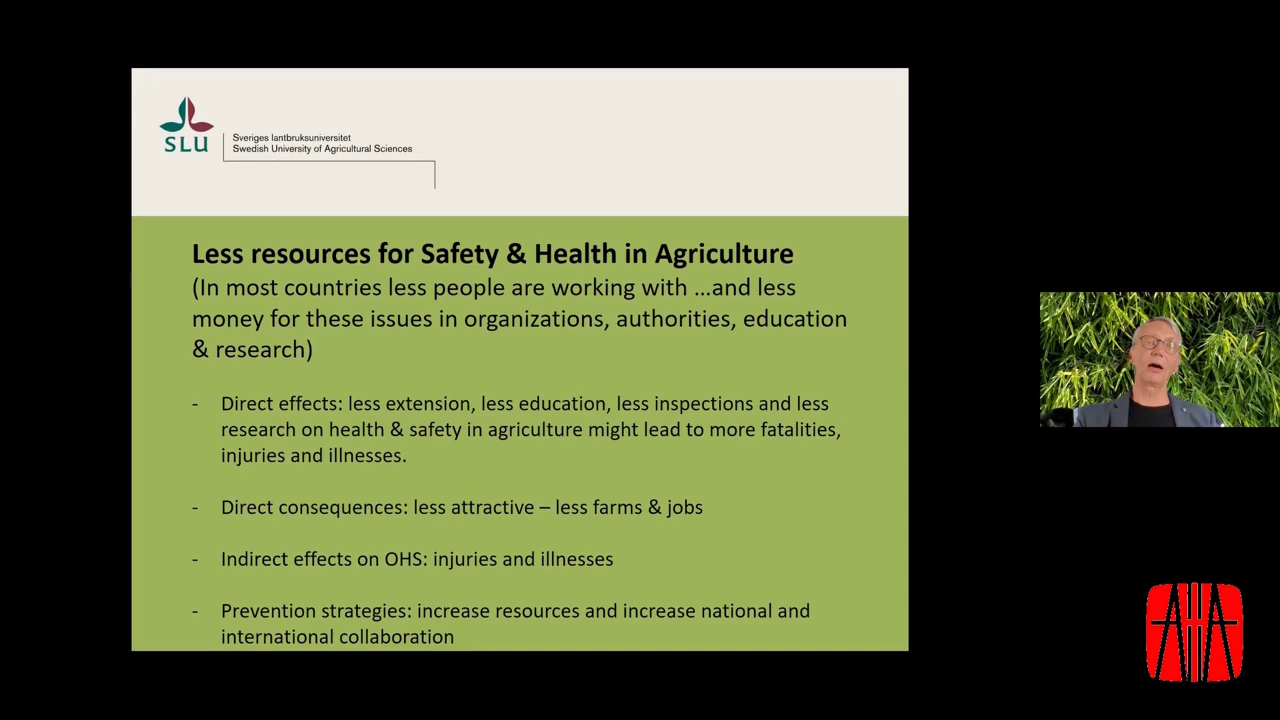 SLU
Sveriges lantbruksuniversitet
Swedish University of Agricultural Sciences
Less resources for Safety & Health in Agriculture
(In most countries less people are working with ...and less
money for these issues in organizations, authorities, education
& research)
- Direct effects: less extension, less education, less inspections and less
research on health & safety in agriculture might lead to more fatalities,
injuries and illnesses.
- Direct consequences: less attractive – less farms & jobs
- Indirect effects on OHS: injuries and illnesses
- Prevention strategies: increase resources and increase national and
international collaboration